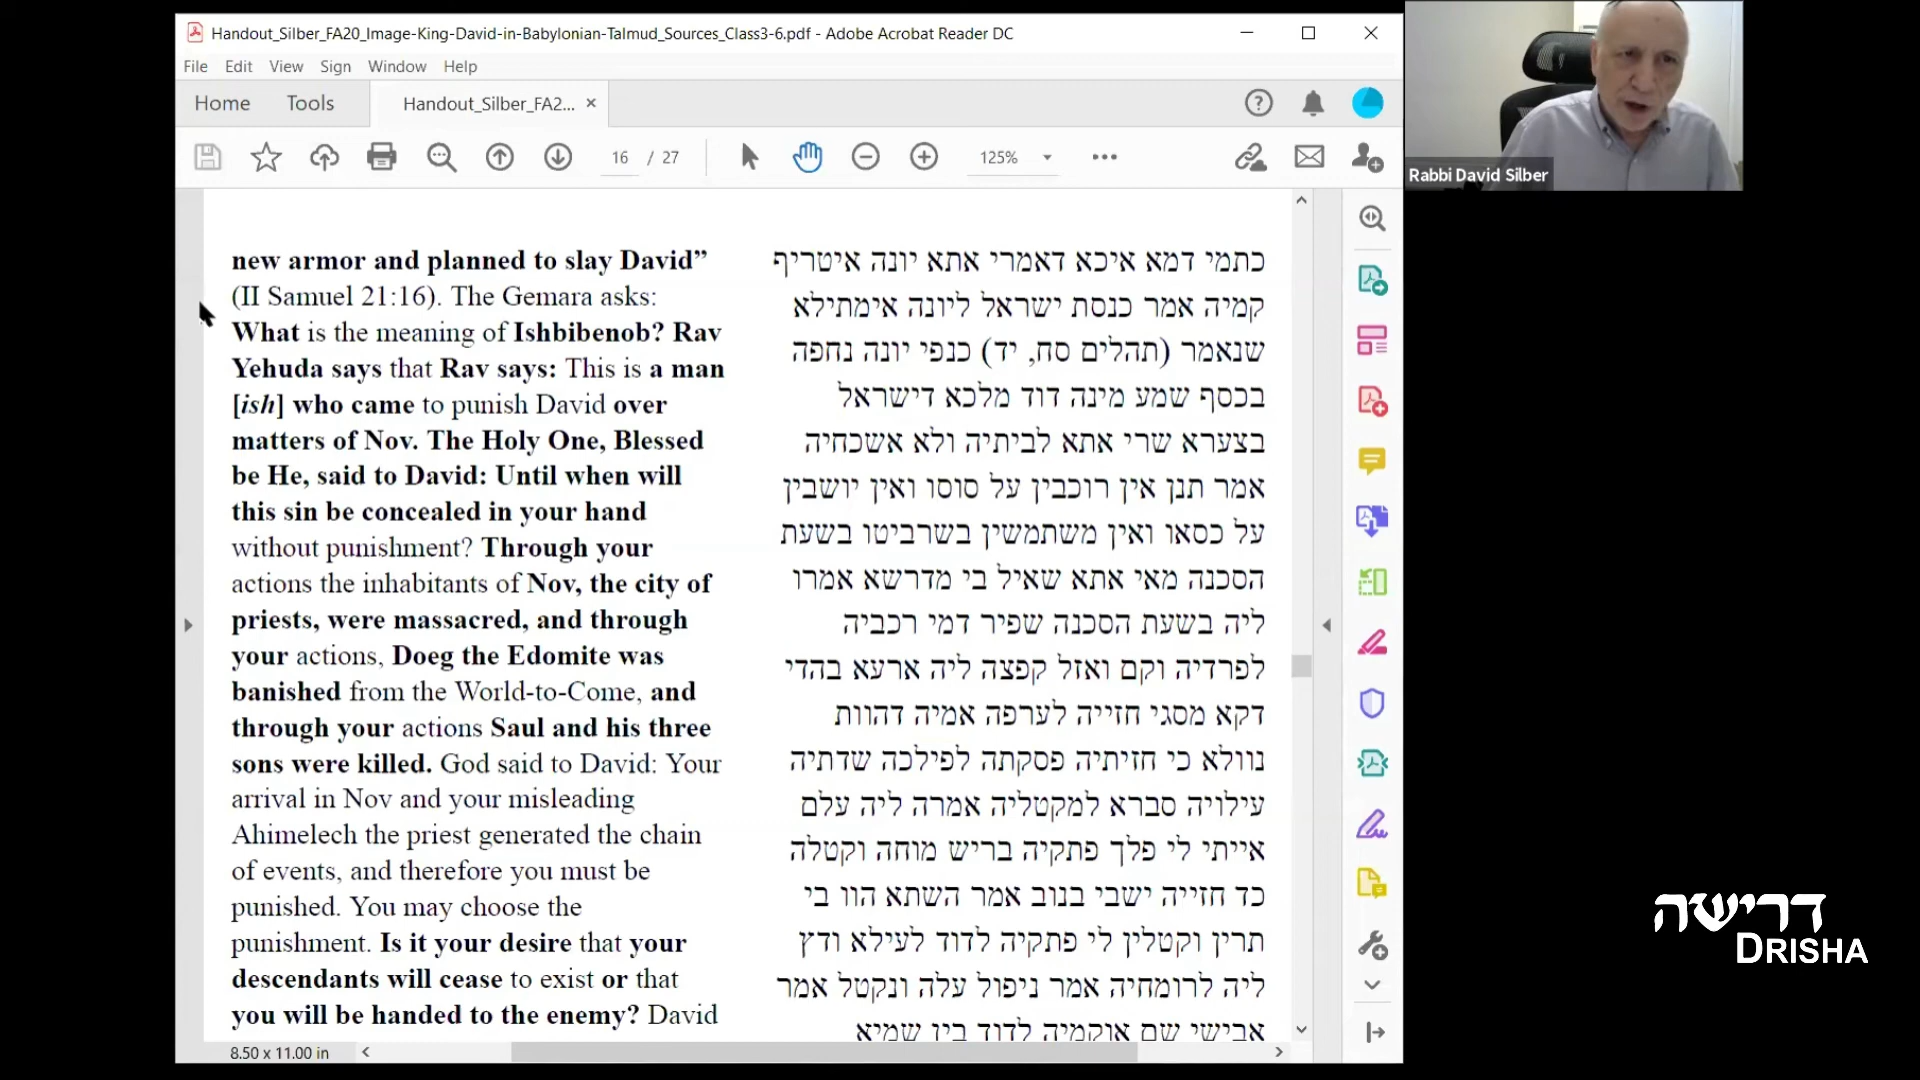 Handout_Silber_FA20_Image-King-David-in-Babylonian-Talmud_Sources_Class3-6.pdf - Adobe Acrobat Reader DC
File Edit View Sign Window Help
Home Tools Handout_Silber_FA2... ×
16 / 27 125%
new armor and planned to slay David”
(II Samuel 21:16). The Gemara asks:
What is the meaning of Ishbibenob? Rav
Yehuda says that Rav says: This is a man
[ish] who came to punish David over
matters of Nov. The Holy One, Blessed
be He, said to David: Until when will
this sin be concealed in your hand
without punishment? Through your
actions the inhabitants of Nov, the city of
priests, were massacred, and through
your actions, Doeg the Edomite was
banished from the World-to-Come, and
through your actions Saul and his three
sons were killed. God said to David: Your
arrival in Nov and your misleading
Ahimelech the priest generated the chain
of events, and therefore you must be
punished. You may choose the
punishment. Is it your desire that your
descendants will cease to exist or that
you will be handed to the enemy? David
כתמי דמא איכא דאמרי אתא יונה איטריף
קמיה אמר כנסת ישראל ליונה אימתילא
שנאמר (תהלים סח, יד) כנפי יונה נחפה
בכסף שמע מינה דוד מלכא דישראל
בצערא שרי אתא לביתיה ולא אשכחיה
אמר תנן אין רוכבין על סוסו ואין יושבין
על כסאו ואין משתמשין בשרביטו בשעת
הסכנה מאי אתא שאיל בי מדרשא אמרו
ליה בשעת הסכנה שפיר דמי רכביה
לפרדיה וקם ואזל קפצה ליה ארעא בהדי
דקא מסגי חזייה לערפה אמיה דהוות
נוולא כי חזיתיה פסקתה לפילכה שדתיה
עילויה סברא למקטליה אמרה ליה עלם
אייתי לי פלך פתקיה בריש מוחה וקטלה
כד חזייה ישבי בנוב אמר השתא הוו בי
תרין וקטלין לי פתקיה לדוד לעילא ודץ
ליה לרומחיה אמר ניפול עלה ונקטל אמר
אבישי שם אוקמיה לדוד בין שמיא
8.50 x 11.00 in
Rabbi David Silber
דרישה
DRISHA